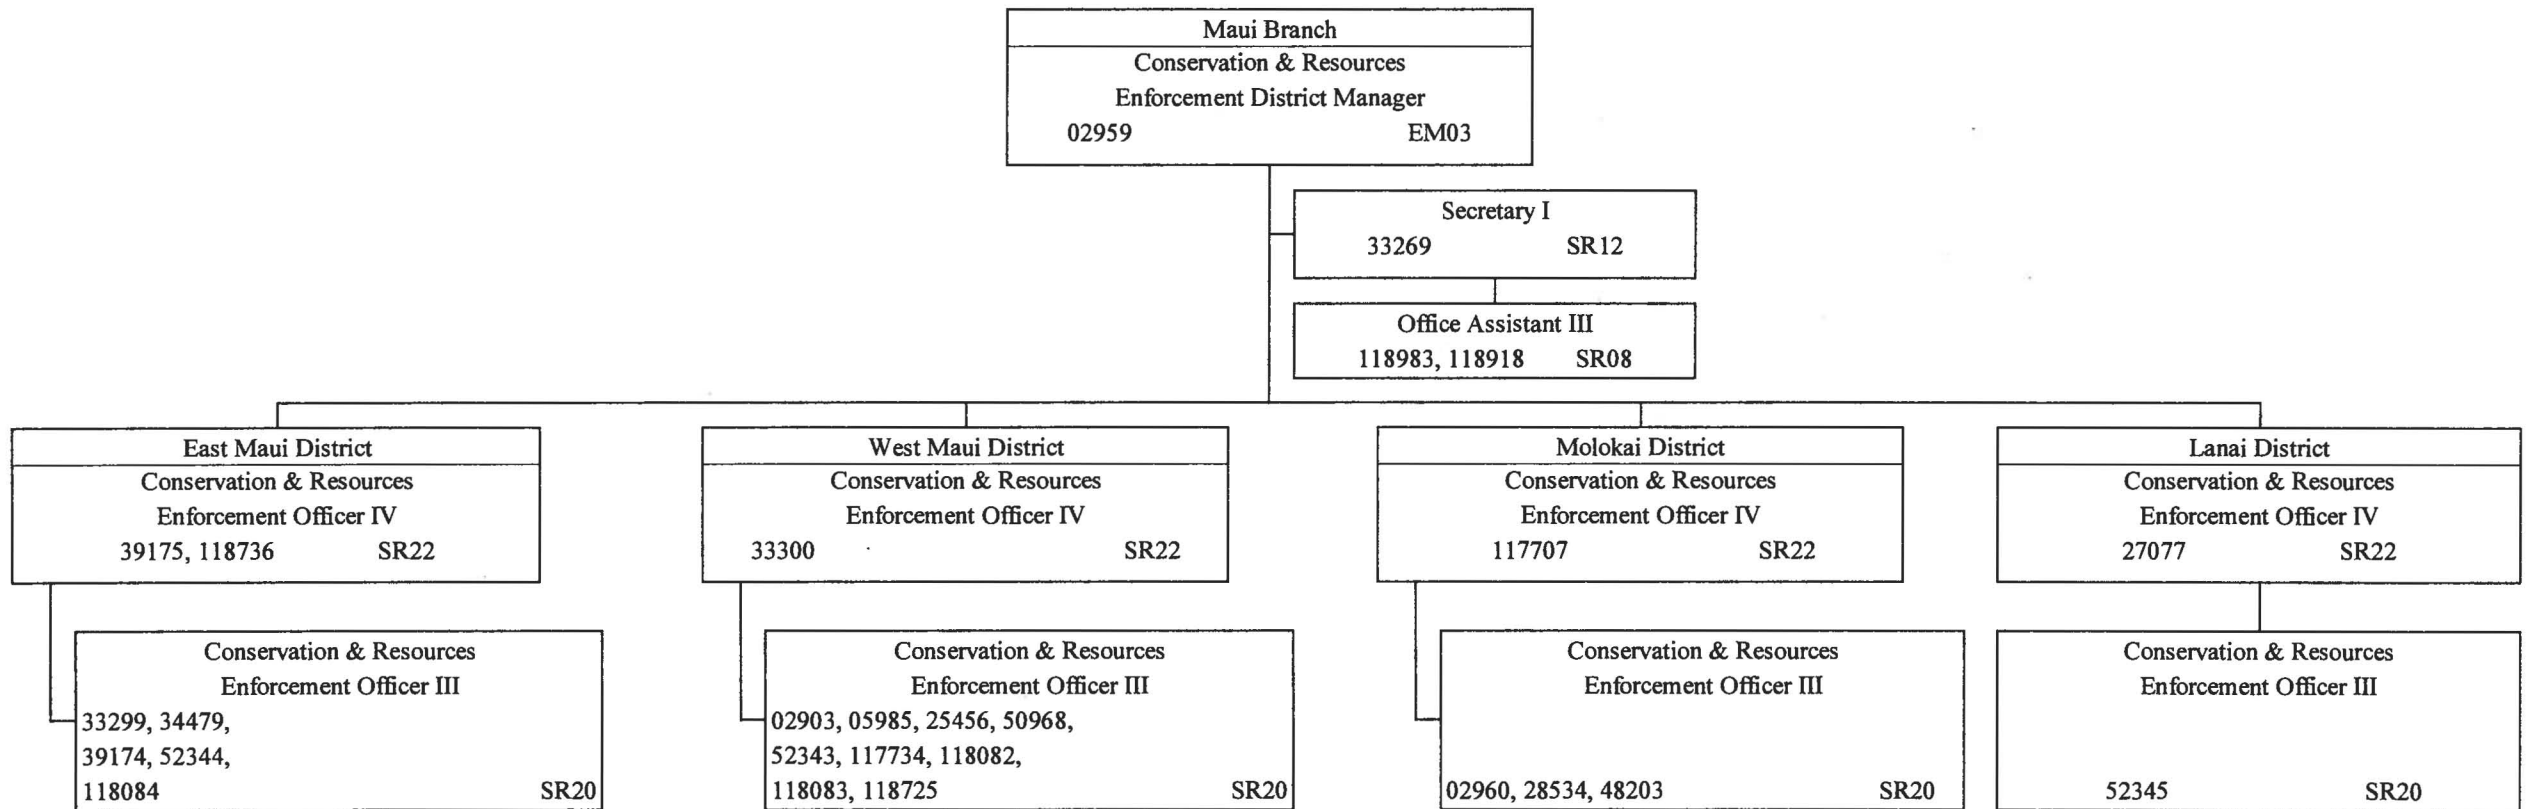 Maui Branch
Conservation & Resources
Enforcement District Manager
02959 EM03
Secretary I
33269 SR12
Office Assistant III
118983, 118918 SR08
East Maui District
Conservation & Resources
Enforcement Officer IV
39175, 118736 SR22
West Maui District
Conservation & Resources
Enforcement Officer IV
33300 SR22
Molokai District
Conservation & Resources
Enforcement Officer IV
117707 SR22
Lanai District
Conservation & Resources
Enforcement Officer IV
27077 SR22
Conservation & Resources
Enforcement Officer III
33299, 34479,
39174, 52344,
118084 SR20
Conservation & Resources
Enforcement Officer III
02903, 05985, 25456, 50968,
52343, 117734, 118082,
118083, 118725 SR20
Conservation & Resources
Enforcement Officer III
02960, 28534, 48203 SR20
Conservation & Resources
Enforcement Officer III
52345 SR20